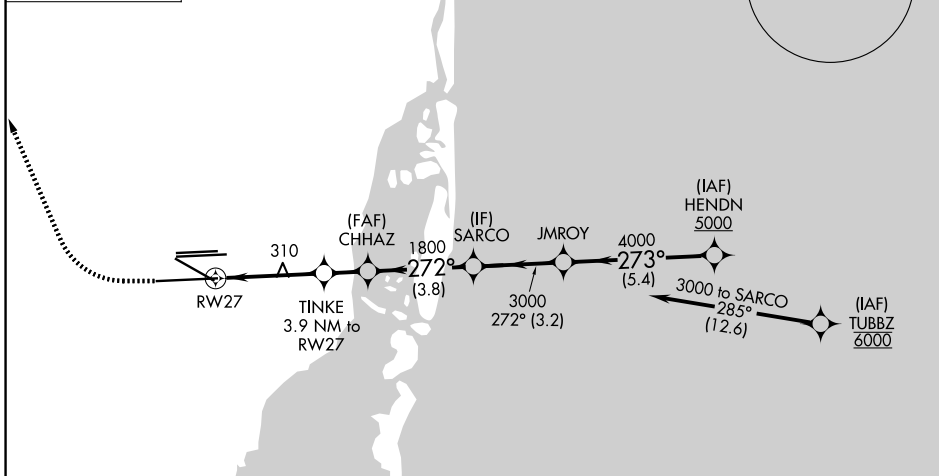 (IAF)
HENDN
5000
(FAF)
CHHAZ
(IF)
SARCO
JMROY
4000
273°
(5.4)
1800
272°
(3.8)
310
RW27
TINKE
3.9 NM to
RW27
3000
272° (3.2)
3000 to SARCO
285°
(12.6)
(IAF)
TUBBZ
6000